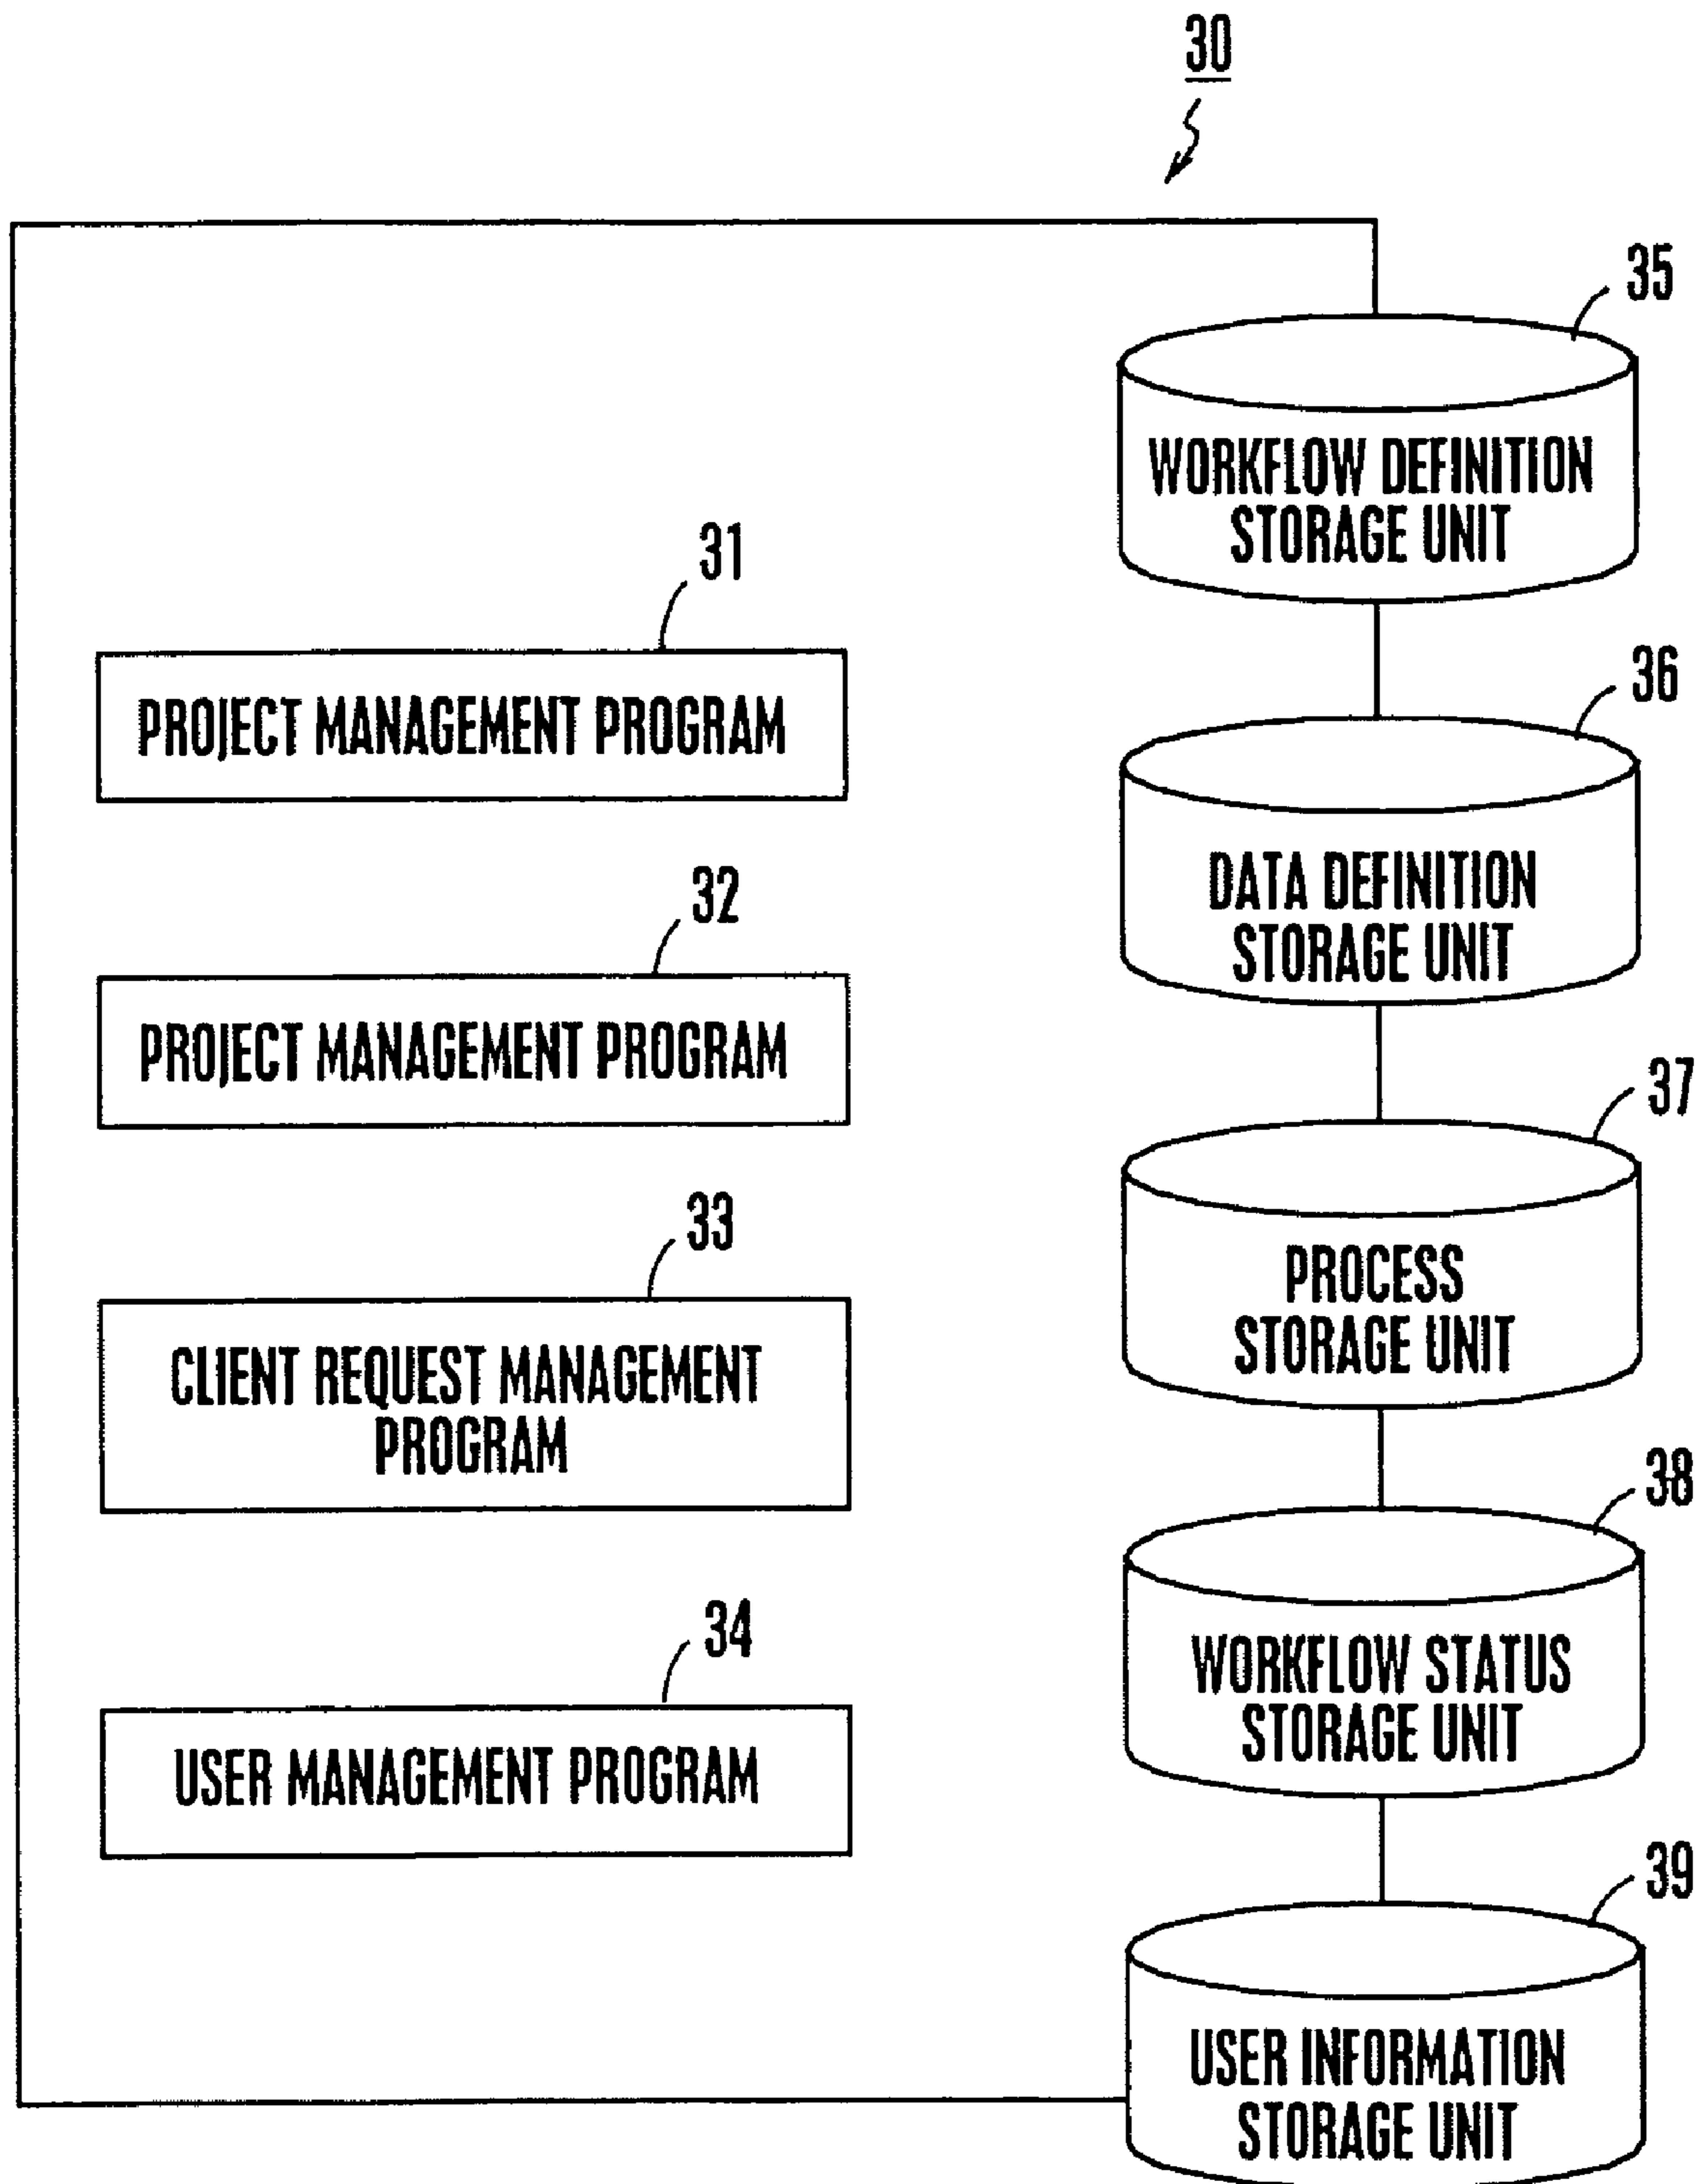 30
35
WORKFLOW DEFINITION
STORAGE UNIT
31
PROJECT MANAGEMENT PROGRAM
36
DATA DEFINITION
STORAGE UNIT
32
PROJECT MANAGEMENT PROGRAM
37
PROCESS
STORAGE UNIT
33
CLIENT REQUEST MANAGEMENT
PROGRAM
38
WORKFLOW STATUS
STORAGE UNIT
34
USER MANAGEMENT PROGRAM
39
USER INFORMATION
STORAGE UNIT